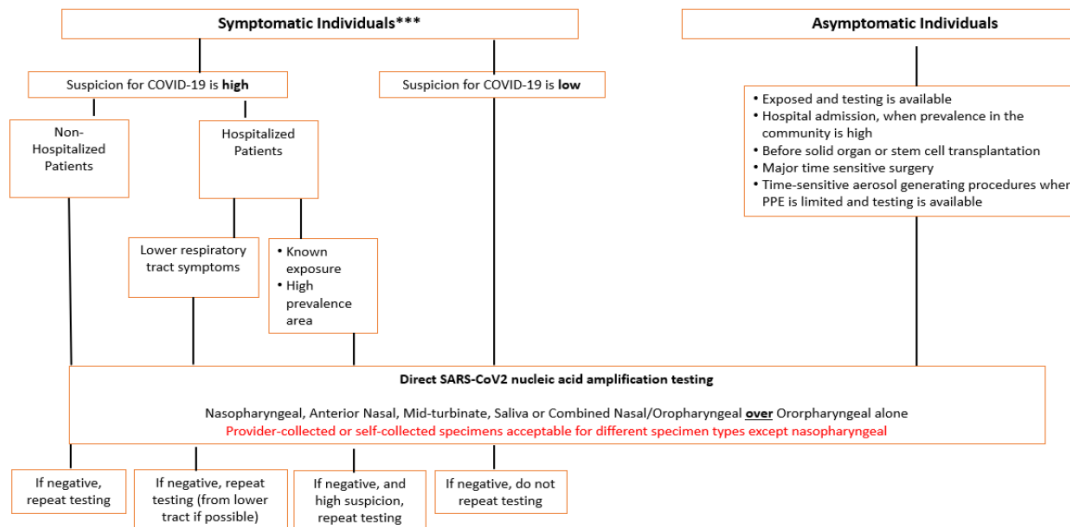 Symptomatic Individuals***
Asymptomatic Individuals
Suspicion for COVID-19 is high
Suspicion for COVID-19 is low
Non-
Hospitalized
Patients
Hospitalized
Patients
• Exposed and testing is available
• Hospital admission, when prevalence in the
community is high
• Before solid organ or stem cell transplantation
• Major time sensitive surgery
• Time-sensitive aerosol generating procedures when
PPE is limited and testing is available
Lower respiratory
tract symptoms
• Known
exposure
• High
prevalence
area
Direct SARS-CoV2 nucleic acid amplification testing
Nasopharyngeal, Anterior Nasal, Mid-turbinate, Saliva or Combined Nasal/Oropharyngeal over Ororpharyngeal alone
Provider-collected or self-collected specimens acceptable for different specimen types except nasopharyngeal
If negative,
repeat testing
If negative, repeat
testing (from lower
tract if possible)
If negative, and
high suspicion,
repeat testing
If negative, do not
repeat testing